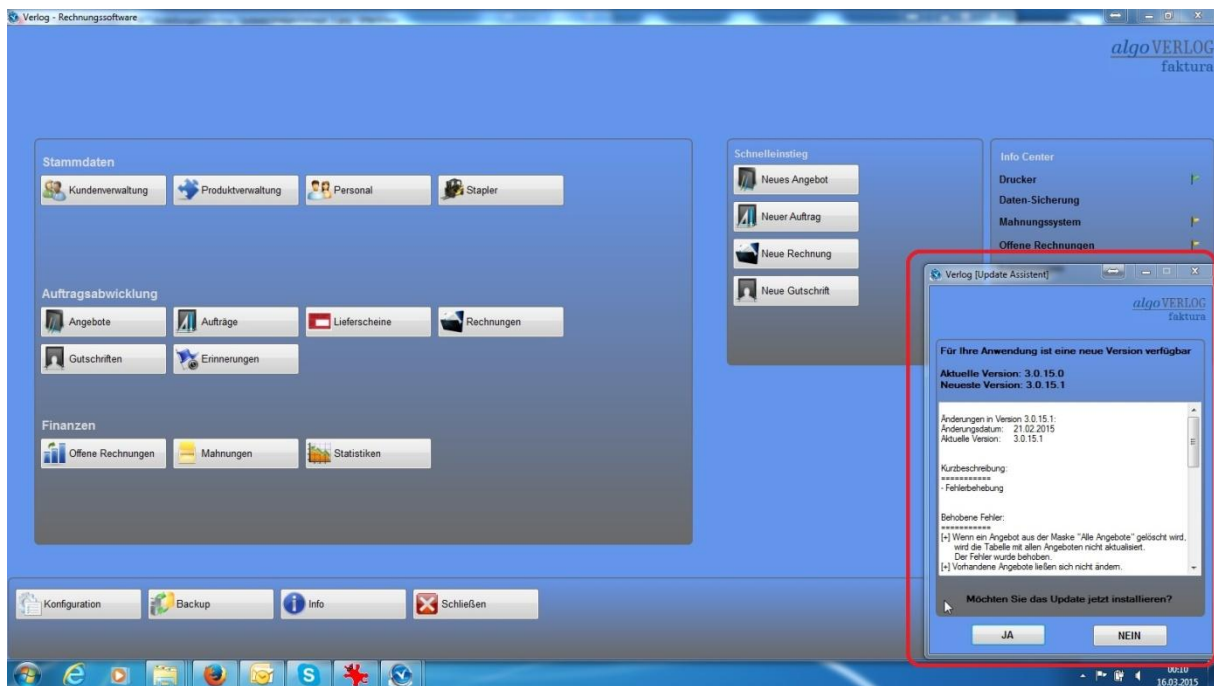 Verlog - Rechnungssoftware
algoVERLOG
faktura
Stammdaten
Kundenverwaltung
Produktverwaltung
Personal
Stapler
Auftragsabwicklung
Angebote
Aufträge
Lieferscheine
Rechnungen
Gutschriften
Erinnerungen
Finanzen
Offene Rechnungen
Mahnungen
Statistiken
Schnelleinstieg
Neues Angebot
Neuer Auftrag
Neue Rechnung
Neue Gutschrift
Info Center
Drucker
Daten-Sicherung
Mahnungssystem
Offene Rechnungen
Verlog [Update Assistent]
algoVERLOG
faktura
Für Ihre Anwendung ist eine neue Version verfügbar
Aktuelle Version: 3.0.15.0
Neueste Version: 3.0.15.1
Änderungen in Version 3.0.15.1:
Änderungsdatum: 21.02.2015
Aktuelle Version: 3.0.15.1
Kurzbeschreibung:
===========
- Fehlerbehebung
Behobene Fehler:
===========
[+] Wenn ein Angebot aus der Maske "Alle Angebote" gelöscht wird,
wird die Tabelle mit allen Angeboten nicht aktualisiert.
Der Fehler wurde behoben.
[+] Vorhandene Angebote ließen sich nicht ändern.
Möchten Sie das Update jetzt installieren?
JA
NEIN
Konfiguration
Backup
Info
Schließen
00:10
16.03.2015